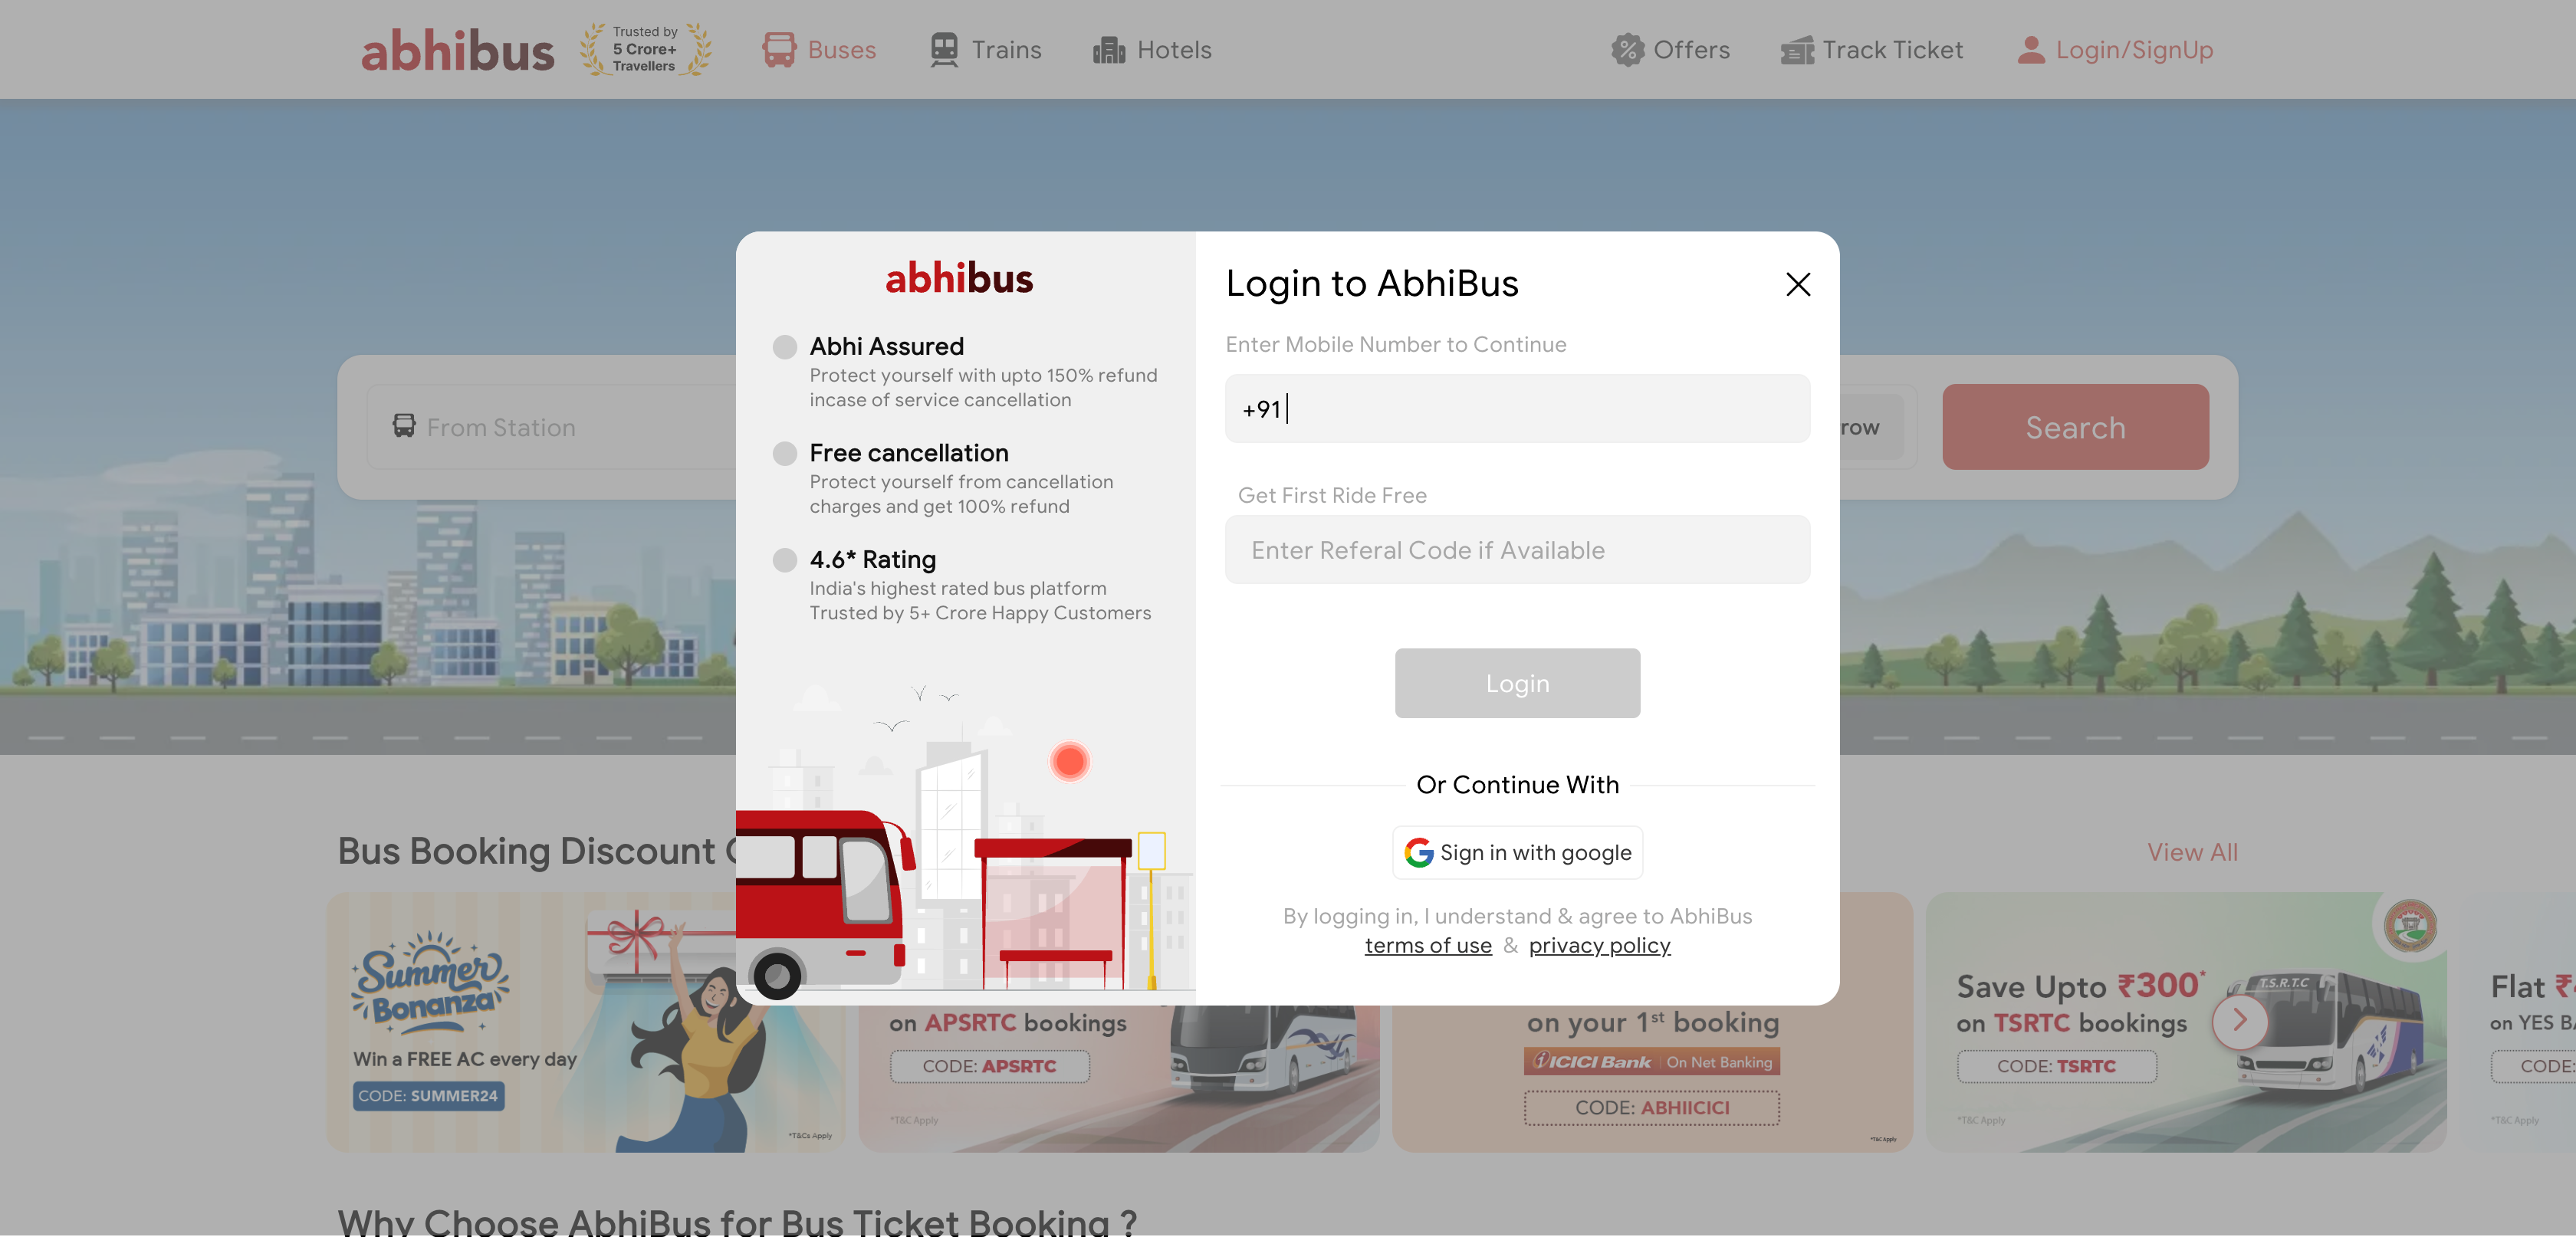 abhibus
Trusted by
5 Crore+
Travellers
Buses
Trains
Hotels
Offers
Track Ticket
Login/SignUp
From Station
row
Search
abhibus
Abhi Assured
Protect yourself with upto 150% refund
incase of service cancellation
Free cancellation
Protect yourself from cancellation
charges and get 100% refund
4.6* Rating
India's highest rated bus platform
Trusted by 5+ Crore Happy Customers
Login to AbhiBus
Enter Mobile Number to Continue
+91
Get First Ride Free
Enter Referal Code if Available
Login
Or Continue With
Sign in with google
By logging in, I understand & agree to AbhiBus
terms of use & privacy policy
Bus Booking Discount
View All
Summer
Bonanza
Win a FREE AC every day
CODE: SUMMER24
*T&Cs Apply
on APSRTC bookings
CODE: APSRTC
*T&C Apply
on your 1st booking
ICICI Bank On Net Banking
CODE: ABHIICICI
*T&C Apply
Save Upto ₹300*
on TSRTC bookings
CODE: TSRTC
*T&C Apply
T.S.R.T.C
Flat ₹
on YES
CODE:
*T&C Apply
Why Choose AbhiBus for Bus Ticket Booking ?